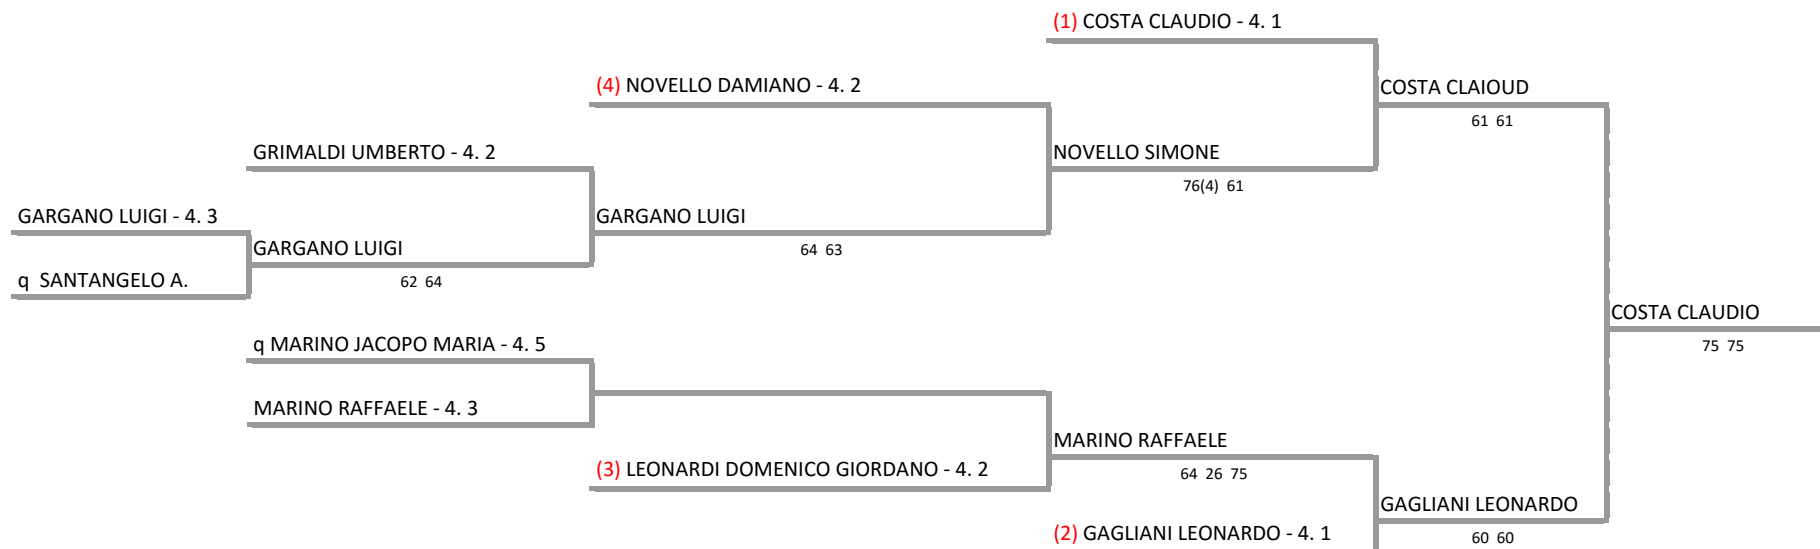 (1) COSTA CLAUDIO - 4. 1
(4) NOVELLO DAMIANO - 4. 2
COSTA CLAIOUD
61 61
GRIMALDI UMBERTO - 4. 2
NOVELLO SIMONE
76(4) 61
GARGANO LUIGI - 4. 3
GARGANO LUIGI
64 63
GARGANO LUIGI
62 64
q SANTANGELO A.
COSTA CLAUDIO
75 75
q MARINO JACOPO MARIA - 4. 5
MARINO RAFFAELE - 4. 3
MARINO RAFFAELE
64 26 75
(3) LEONARDI DOMENICO GIORDANO - 4. 2
GAGLIANI LEONARDO
60 60
(2) GAGLIANI LEONARDO - 4. 1